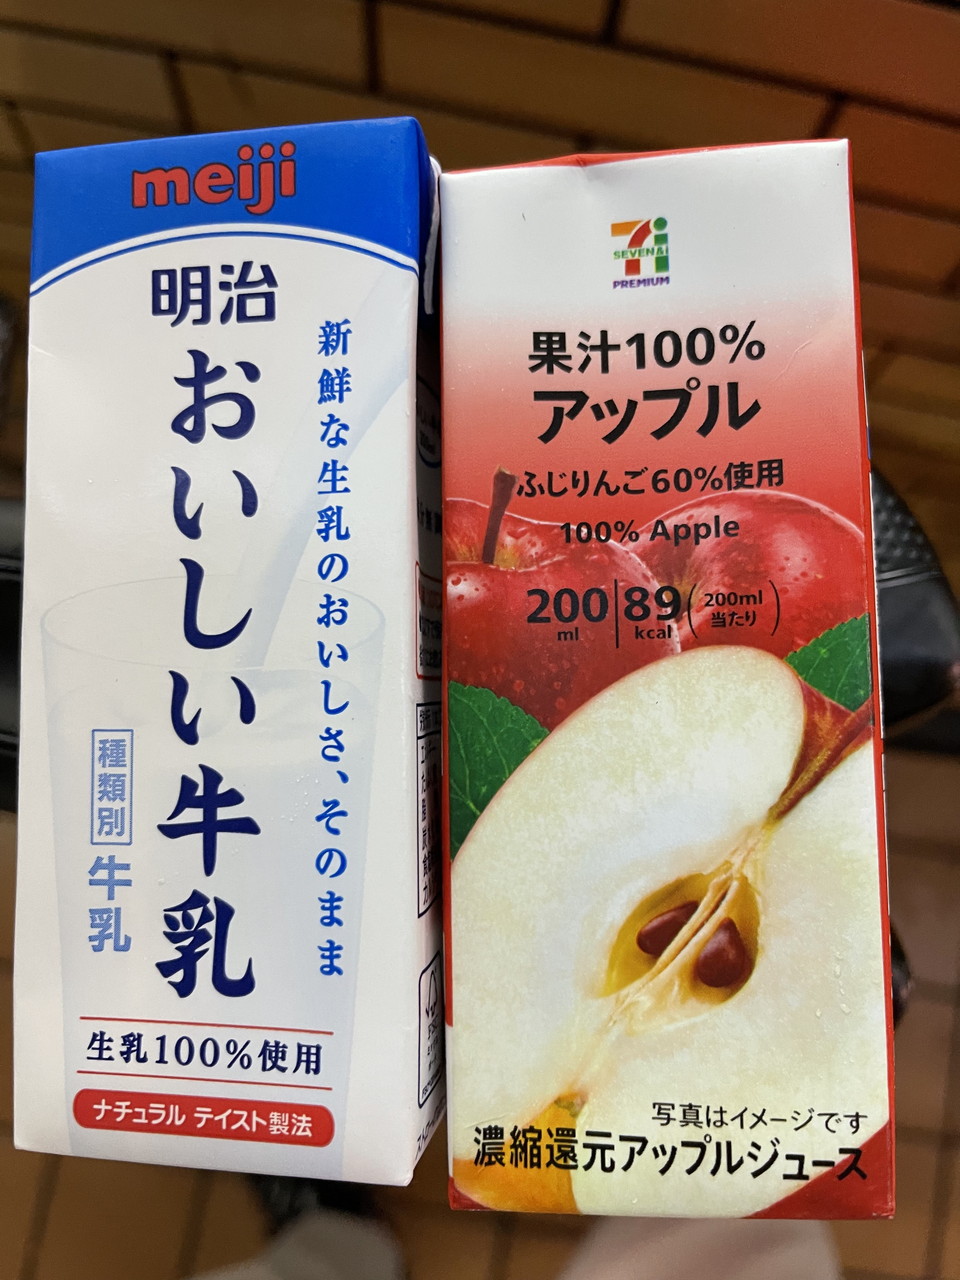 meiji
明治
おいしい牛乳
新鮮な生乳のおいしさ、そのまま
種類別
牛乳
生乳100%使用
ナチュラル テイスト製法
7i
SEVEN&i
PREMIUM
果汁100%
アップル
ふじりんご60%使用
100% Apple
200ml
89kcal
(200ml当たり)
写真はイメージです
濃縮還元アップルジュース